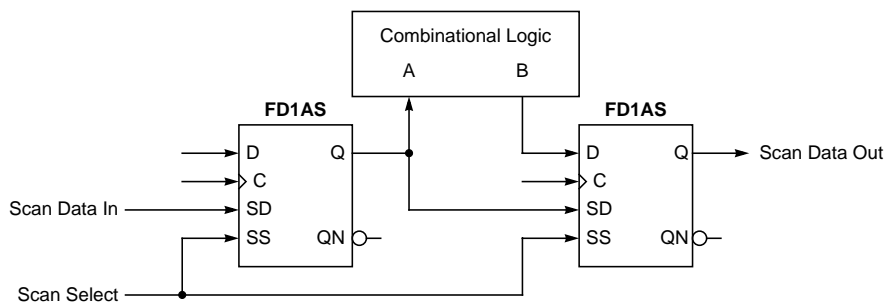 Combinational Logic
A B
FD1AS
FD1AS
D Q
C
SD
SS QN
D Q
C
SD
SS QN
Scan Data Out
Scan Data In
Scan Select